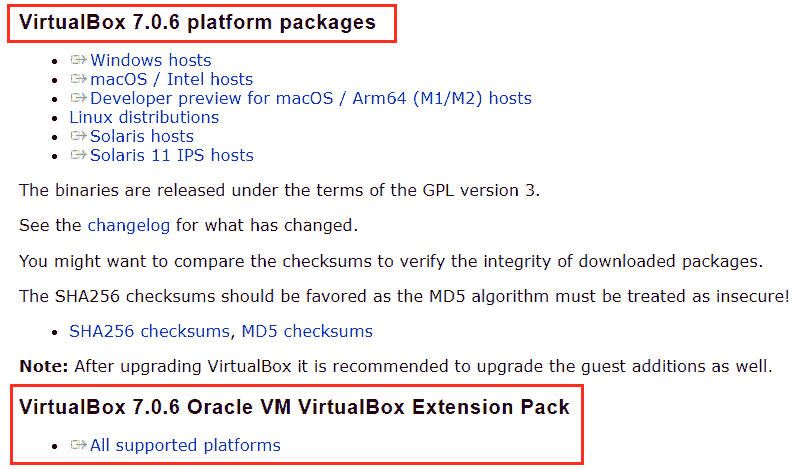 VirtualBox 7.0.6 platform packages
Windows hosts
macOS / Intel hosts
Developer preview for macOS / Arm64 (M1/M2) hosts
Linux distributions
Solaris hosts
Solaris 11 IPS hosts
The binaries are released under the terms of the GPL version 3.
See the changelog for what has changed.
You might want to compare the checksums to verify the integrity of downloaded packages.
The SHA256 checksums should be favored as the MD5 algorithm must be treated as insecure!
SHA256 checksums, MD5 checksums
Note: After upgrading VirtualBox it is recommended to upgrade the guest additions as well.
VirtualBox 7.0.6 Oracle VM VirtualBox Extension Pack
All supported platforms